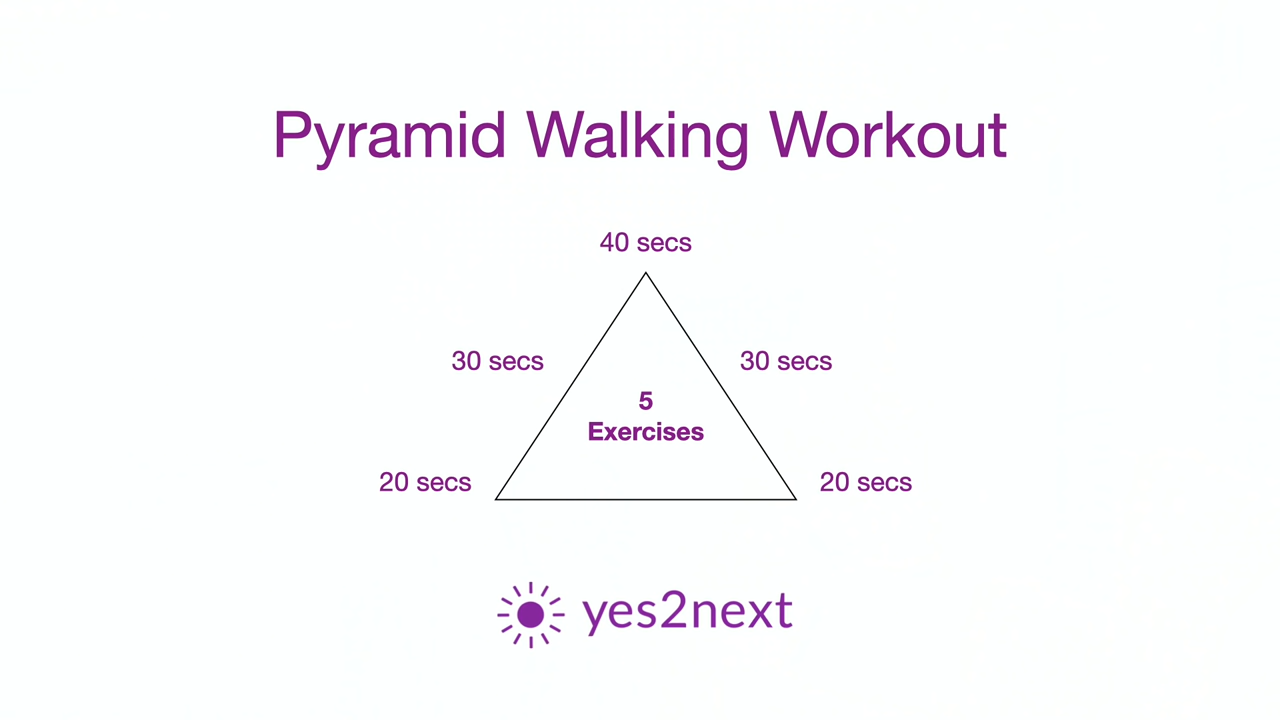 Pyramid Walking Workout
40 secs
30 secs
30 secs
5
Exercises
20 secs
20 secs
yes2next